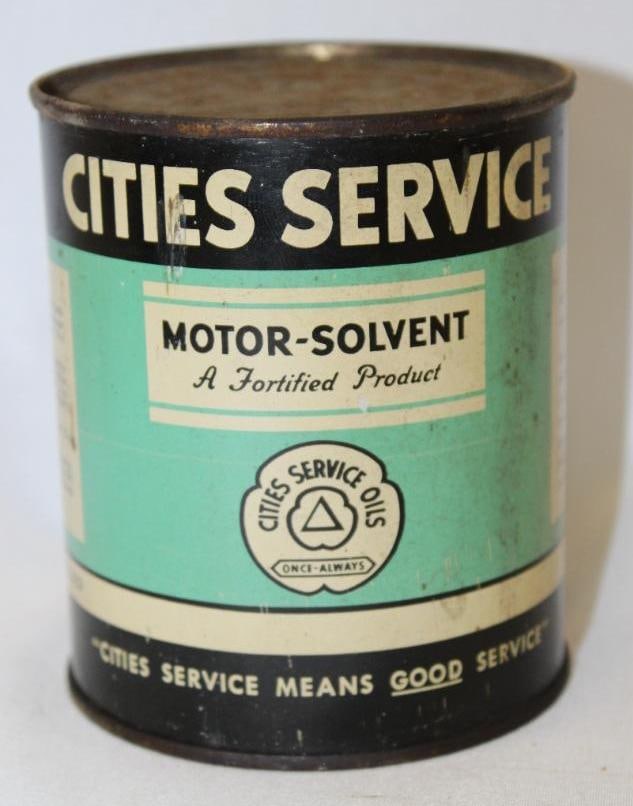 CITIES SERVICE
MOTOR-SOLVENT
A Fortified Product
CITIES SERVICE OILS
ONCE-ALWAYS
"CITIES SERVICE MEANS GOOD SERVICE"